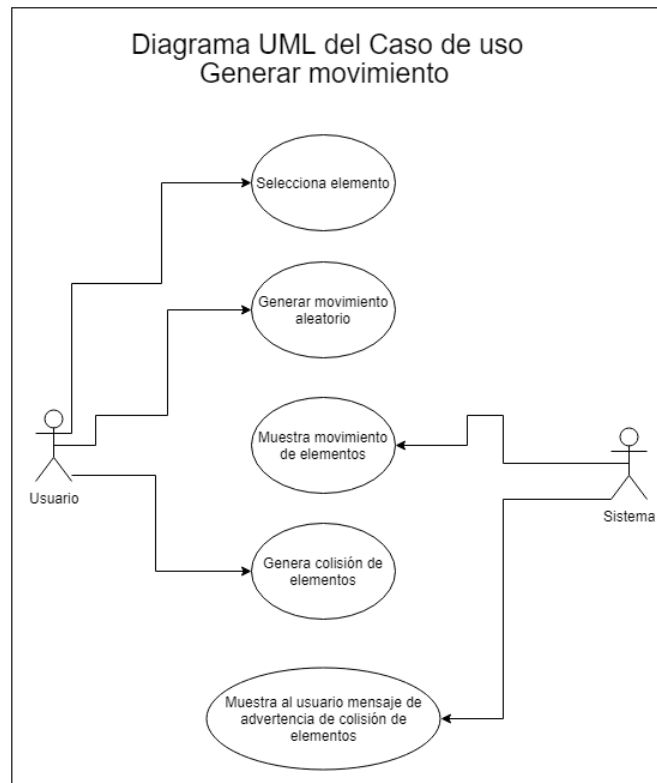 Diagrama UML del Caso de uso
Generar movimiento
Selecciona elemento
Generar movimiento
aleatorio
Muestra movimiento
de elementos
Usuario
Sistema
Genera colisión de
elementos
Muestra al usuario mensaje de
advertencia de colisión de
elementos